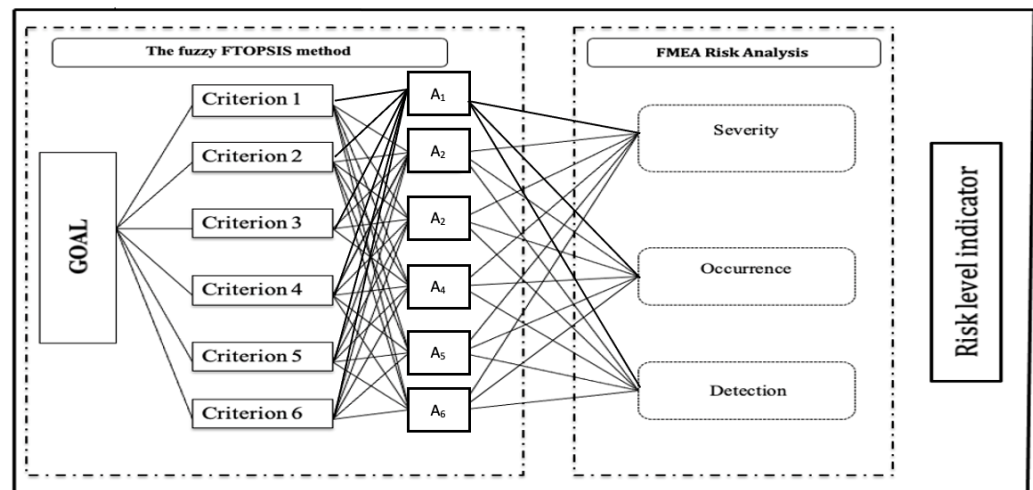 The fuzzy FTOPSIS method
FMEA Risk Analysis
GOAL
Criterion 1
Criterion 2
Criterion 3
Criterion 4
Criterion 5
Criterion 6
A₁
A₂
A₂
A₄
A₅
A₆
Severity
Occurrence
Detection
Risk level indicator